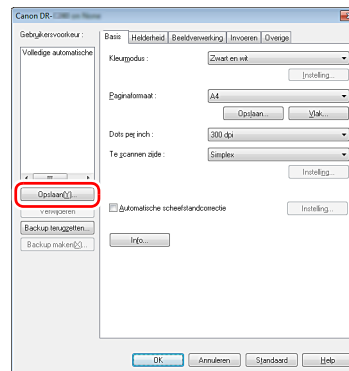 Canon DR-
Gebruikersvoorkeur :
Volledige automatische
Opslaan(Y)...
Verwijderen
Backup terugzetten...
Backup maken(X)...
Basis Helderheid Beeldverwerking Invoeren Overige
Kleurmodus : Zwart en wit
Instelling...
Paginaformaat : A4
Opslaan... Vlak...
Dots per inch : 300 dpi
Te scannen zijde : Simplex
Instelling...
Automatische scheefstandcorrectie Instelling...
Info...
OK Annuleren Standaard Help